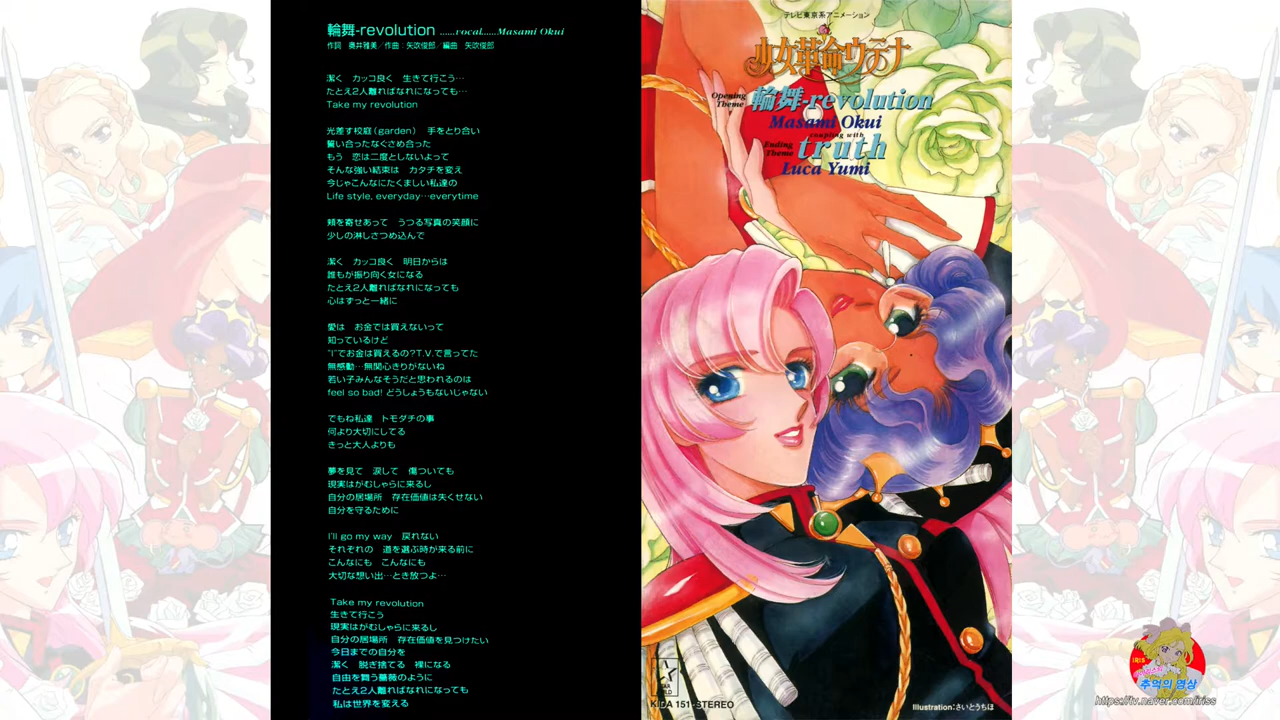 輪舞-revolution ......vocal......Masami Okui
作詞 奥井雅美/作曲:矢吹俊郎/編曲 矢吹俊郎
潔く カッコ良く 生きて行こう…
たとえ2人離ればなれになっても…
Take my revolution
光差す校庭(garden) 手をとり合い
誓い合ったなぐさめ合った
もう 恋は二度としないよって
そんな強い結束は カタチを変え
今じゃこんなにたくましい私達の
Life style, everyday…everytime
頬を寄せあって うつる写真の笑顔に
少しの淋しさつめ込んで
潔く カッコ良く 明日からは
誰もが振り向く女になる
たとえ2人離ればなれになっても
心はずっと一緒に
愛は お金では買えないって
知っているけど
"I"でお金は買えるの?T.V.で言ってた
無感動…無関心きりがないね
若い子みんなそうだと思われるのは
feel so bad! どうしょうもないじゃない
でもね私達 トモダチの事
何より大切にしてる
きっと大人よりも
夢を見て 涙して 傷ついても
現実はがむしゃらに来るし
自分の居場所 存在価値は失くせない
自分を守るために
I'll go my way 戻れない
それぞれの 道を選ぶ時が来る前に
こんなにも こんなにも
大切な想い出…とき放つよ…
Take my revolution
生きて行こう
現実はがむしゃらに来るし
自分の居場所 存在価値を見つけたい
今日までの自分を
潔く 脱ぎ捨てる 裸になる
自由を舞う薔薇のように
たとえ2人離ればなれになっても
私は世界を変える
テレビ東京系アニメーション
少女革命ウテナ
Opening Theme 輪舞-revolution
Masami Okui
coupling with
Ending Theme truth
Luca Yumi
KIDA 151・STEREO
Illustration:さいとうちほ
IRIS
추억의 영상
https://tv.naver.com/iriss